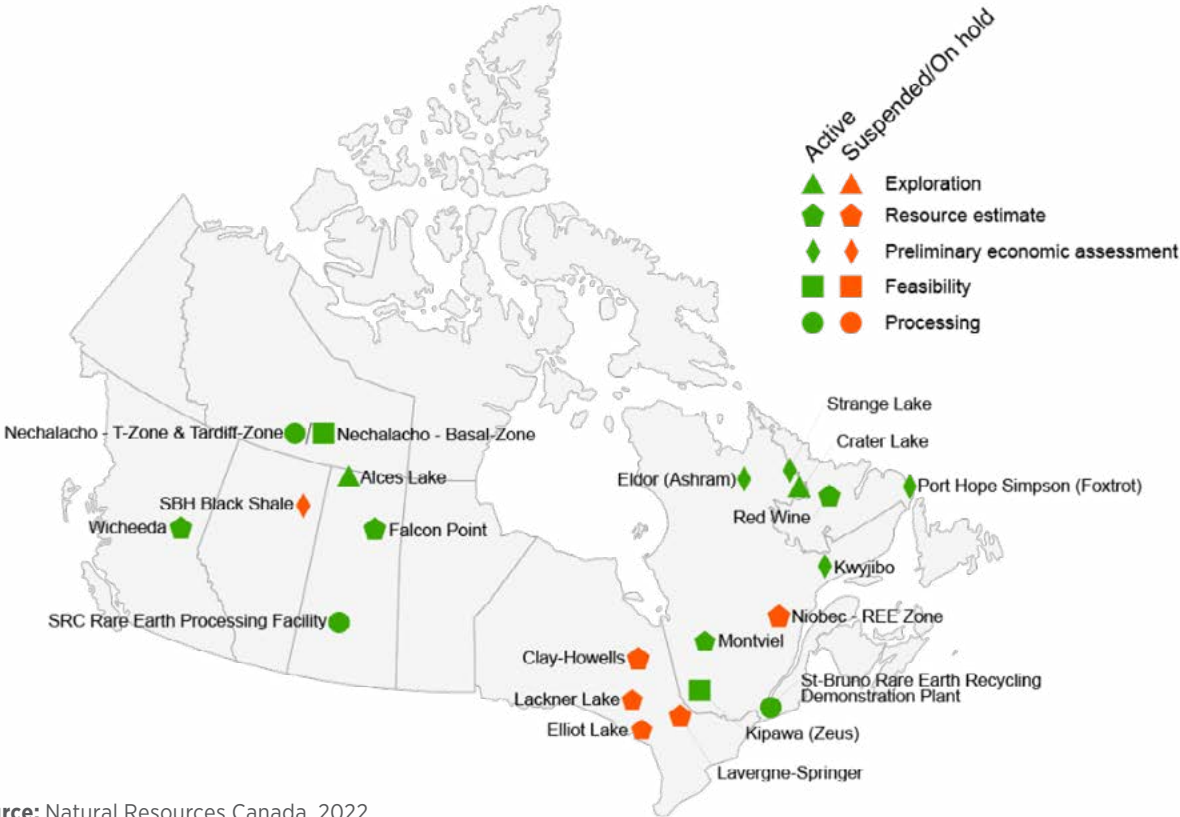 Active
Suspended/On hold
Exploration
Resource estimate
Preliminary economic assessment
Feasibility
Processing
Strange Lake
Crater Lake
Nechalacho - T-Zone & Tardiff-Zone
/
Nechalacho - Basal-Zone
Alces Lake
Eldor (Ashram)
Port Hope Simpson (Foxtrot)
SBH Black Shale
Red Wine
Wicheeda
Falcon Point
Kwyjibo
SRC Rare Earth Processing Facility
Niobec - REE Zone
Montviel
Clay-Howells
St-Bruno Rare Earth Recycling
Demonstration Plant
Lackner Lake
Elliot Lake
Kipawa (Zeus)
Lavergne-Springer
urce: Natural Resources Canada, 2022